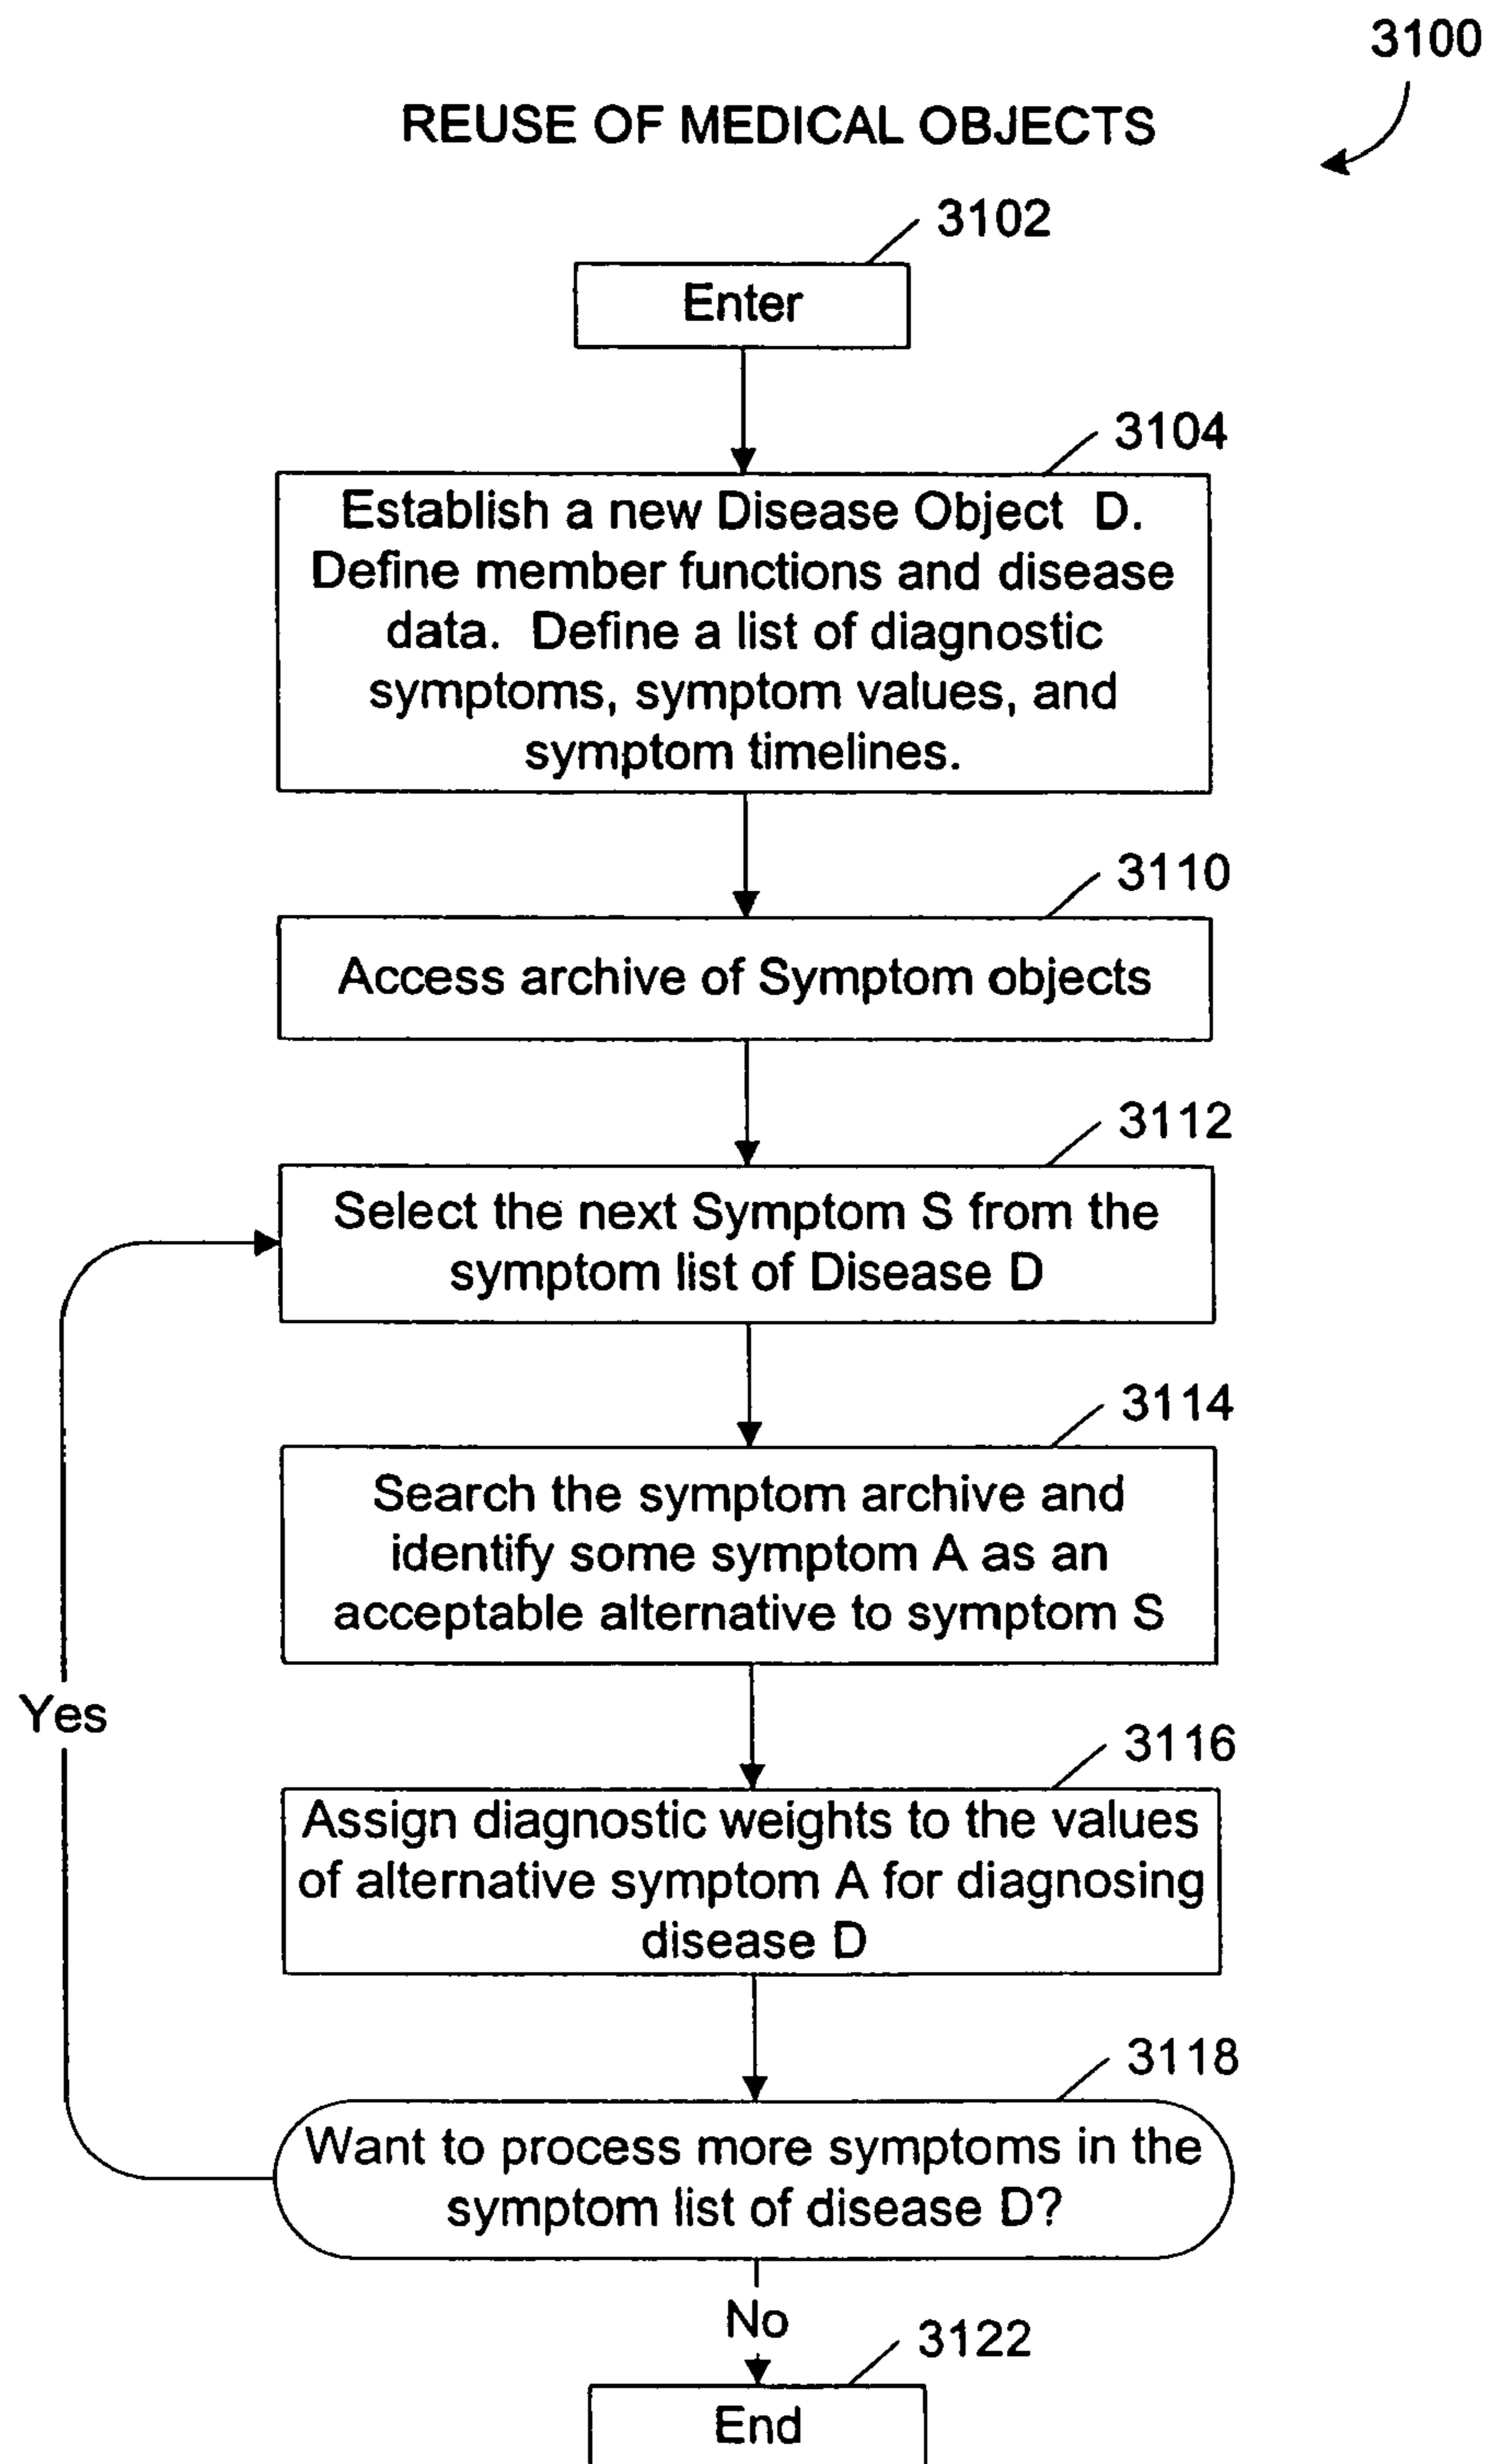 3100
REUSE OF MEDICAL OBJECTS
3102
Enter
3104
Establish a new Disease Object D.
Define member functions and disease
data. Define a list of diagnostic
symptoms, symptom values, and
symptom timelines.
3110
Access archive of Symptom objects
3112
Select the next Symptom S from the
symptom list of Disease D
3114
Search the symptom archive and
identify some symptom A as an
acceptable alternative to symptom S
Yes
3116
Assign diagnostic weights to the values
of alternative symptom A for diagnosing
disease D
3118
Want to process more symptoms in the
symptom list of disease D?
No
3122
End